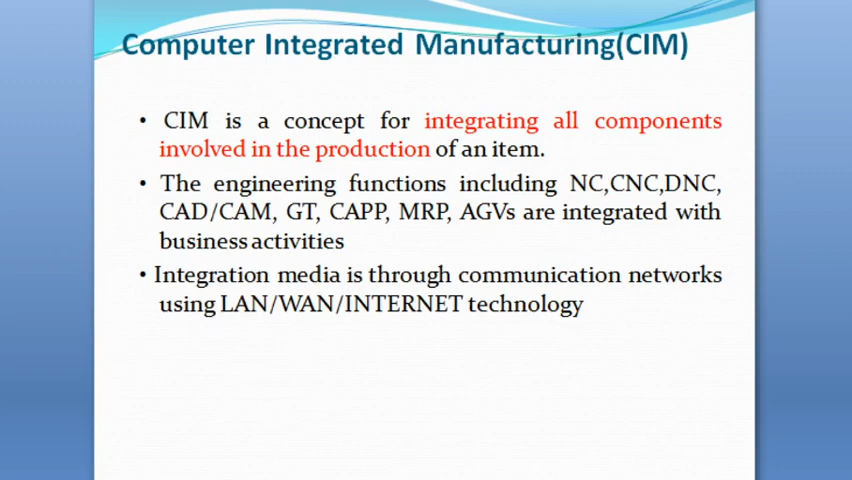 Computer Integrated Manufacturing(CIM)
• CIM is a concept for integrating all components
involved in the production of an item.
• The engineering functions including NC,CNC,DNC,
CAD/CAM, GT, CAPP, MRP, AGVs are integrated with
business activities
• Integration media is through communication networks
using LAN/WAN/INTERNET technology